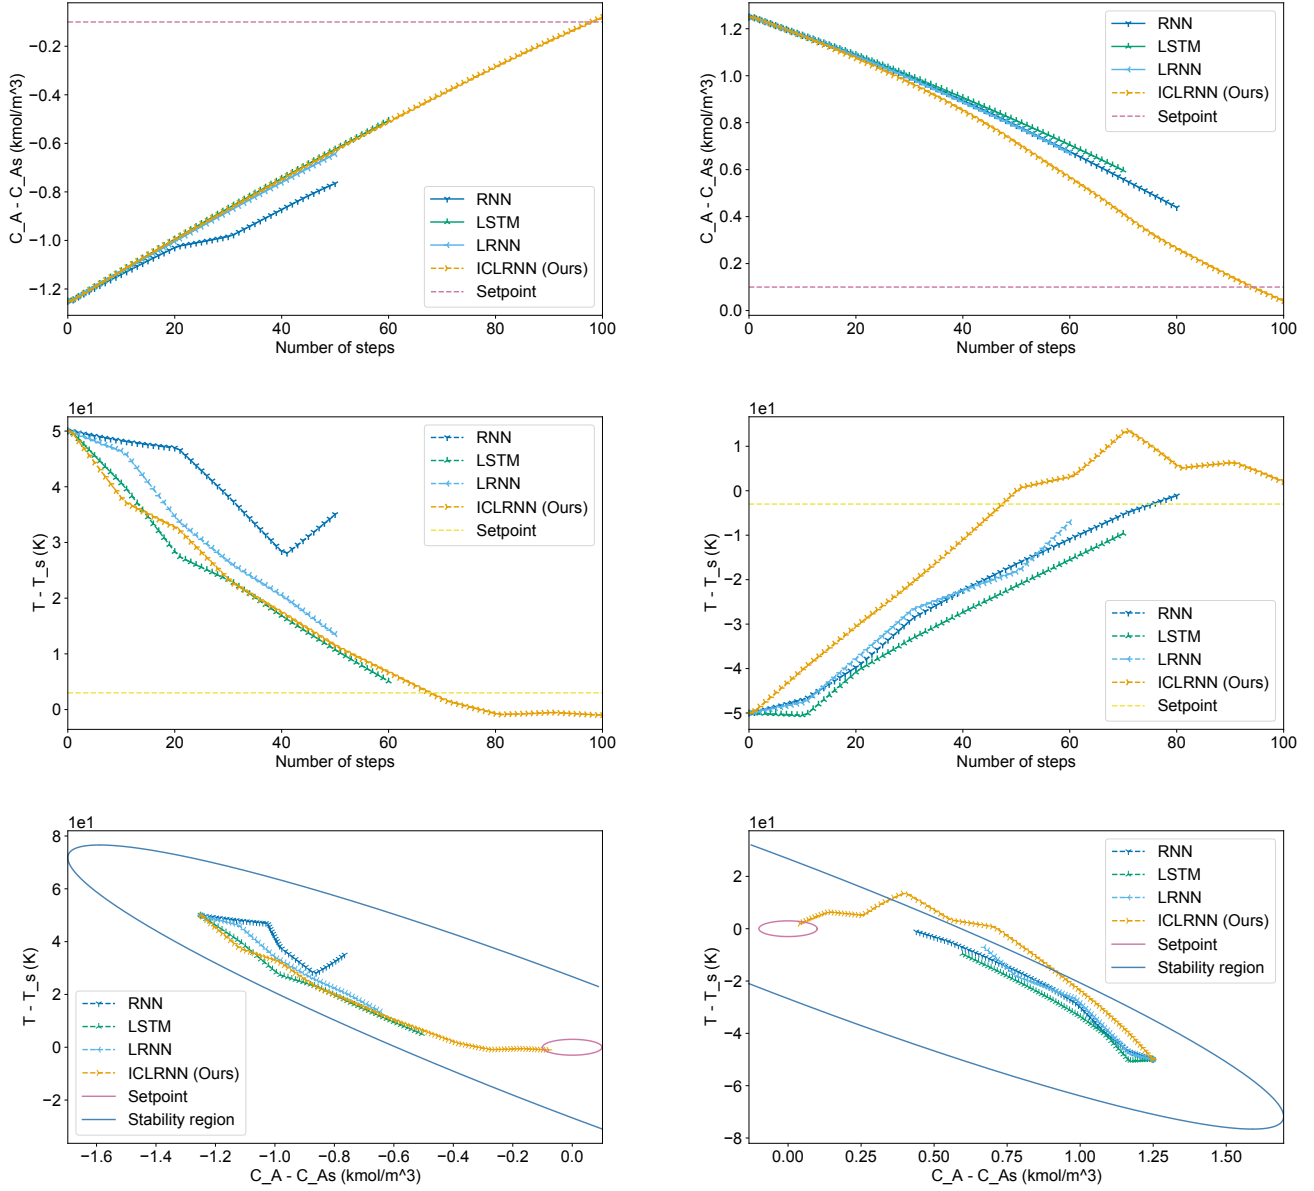 C_A - C_As (kmol/m^3)
−0.2
−0.4
−0.6
−0.8
−1.0
−1.2
0
20
40
60
80
100
Number of steps
RNN
LSTM
LRNN
ICLRNN (Ours)
Setpoint
C_A - C_As (kmol/m^3)
1.2
1.0
0.8
0.6
0.4
0.2
0.0
0
20
40
60
80
100
Number of steps
RNN
LSTM
LRNN
ICLRNN (Ours)
Setpoint
1e1
T - T_s (K)
5
4
3
2
1
0
0
20
40
60
80
100
Number of steps
RNN
LSTM
LRNN
ICLRNN (Ours)
Setpoint
1e1
T - T_s (K)
1
0
−1
−2
−3
−4
−5
0
20
40
60
80
100
Number of steps
RNN
LSTM
LRNN
ICLRNN (Ours)
Setpoint
1e1
T - T_s (K)
8
6
4
2
0
−2
−1.6
−1.4
−1.2
−1.0
−0.8
−0.6
−0.4
−0.2
0.0
C_A - C_As (kmol/m^3)
RNN
LSTM
LRNN
ICLRNN (Ours)
Setpoint
Stability region
1e1
T - T_s (K)
2
0
−2
−4
−6
−8
0.00
0.25
0.50
0.75
1.00
1.25
1.50
C_A - C_As (kmol/m^3)
RNN
LSTM
LRNN
ICLRNN (Ours)
Setpoint
Stability region